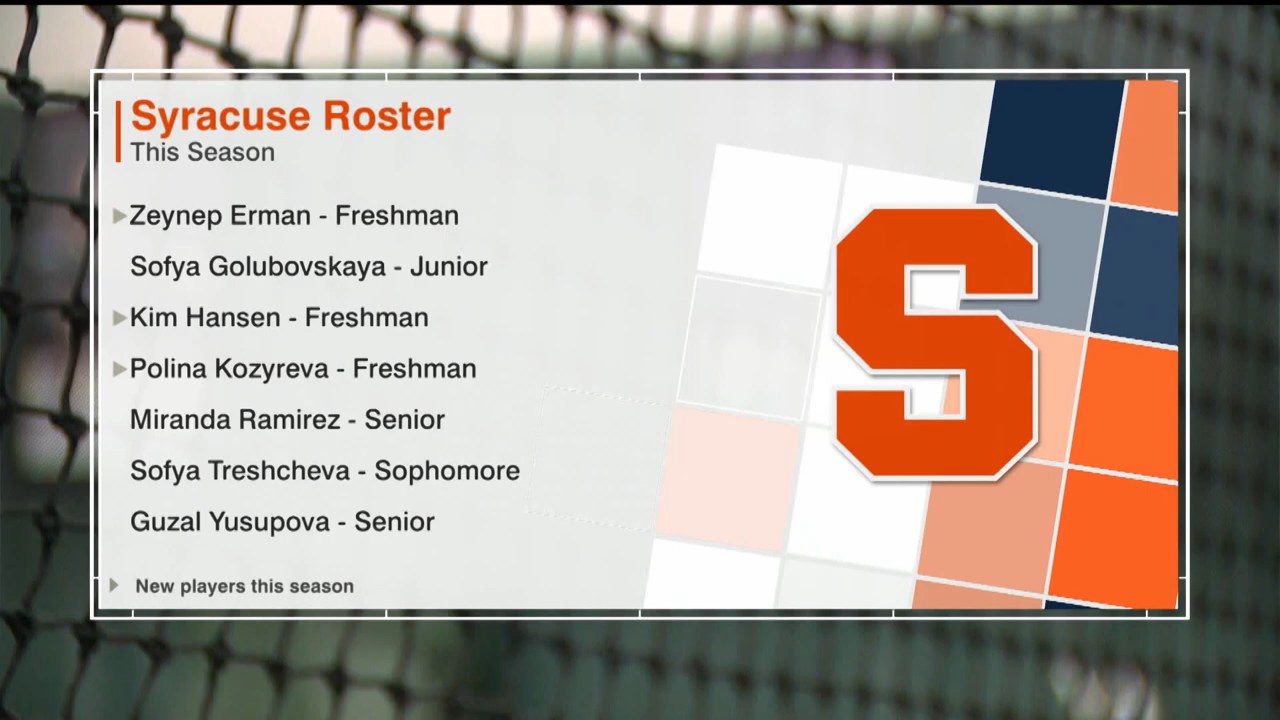 Syracuse Roster
This Season
Zeynep Erman - Freshman
Sofya Golubovskaya - Junior
Kim Hansen - Freshman
Polina Kozyreva - Freshman
Miranda Ramirez - Senior
Sofya Treshcheva - Sophomore
Guzal Yusupova - Senior
New players this season
S